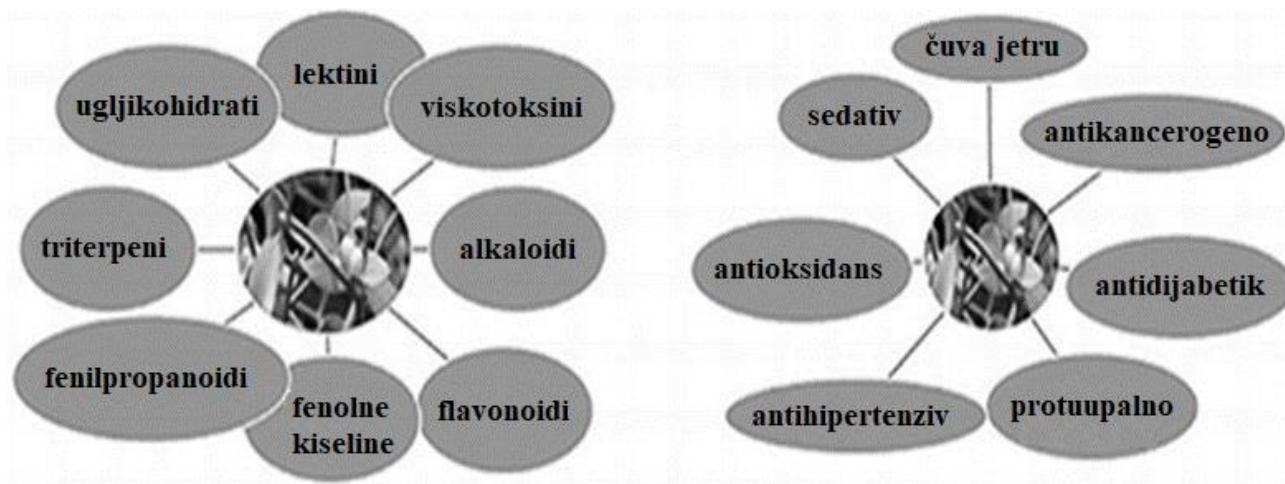 lektini
ugljikohidrati
viskotoksini
triterpeni
alkaloidi
fenilpropanoidi
fenolne
kiseline
flavonoidi
čuva jetru
sedativ
antikancerogeno
antioksidans
antidijabetik
antihipertenziv
protuupalno